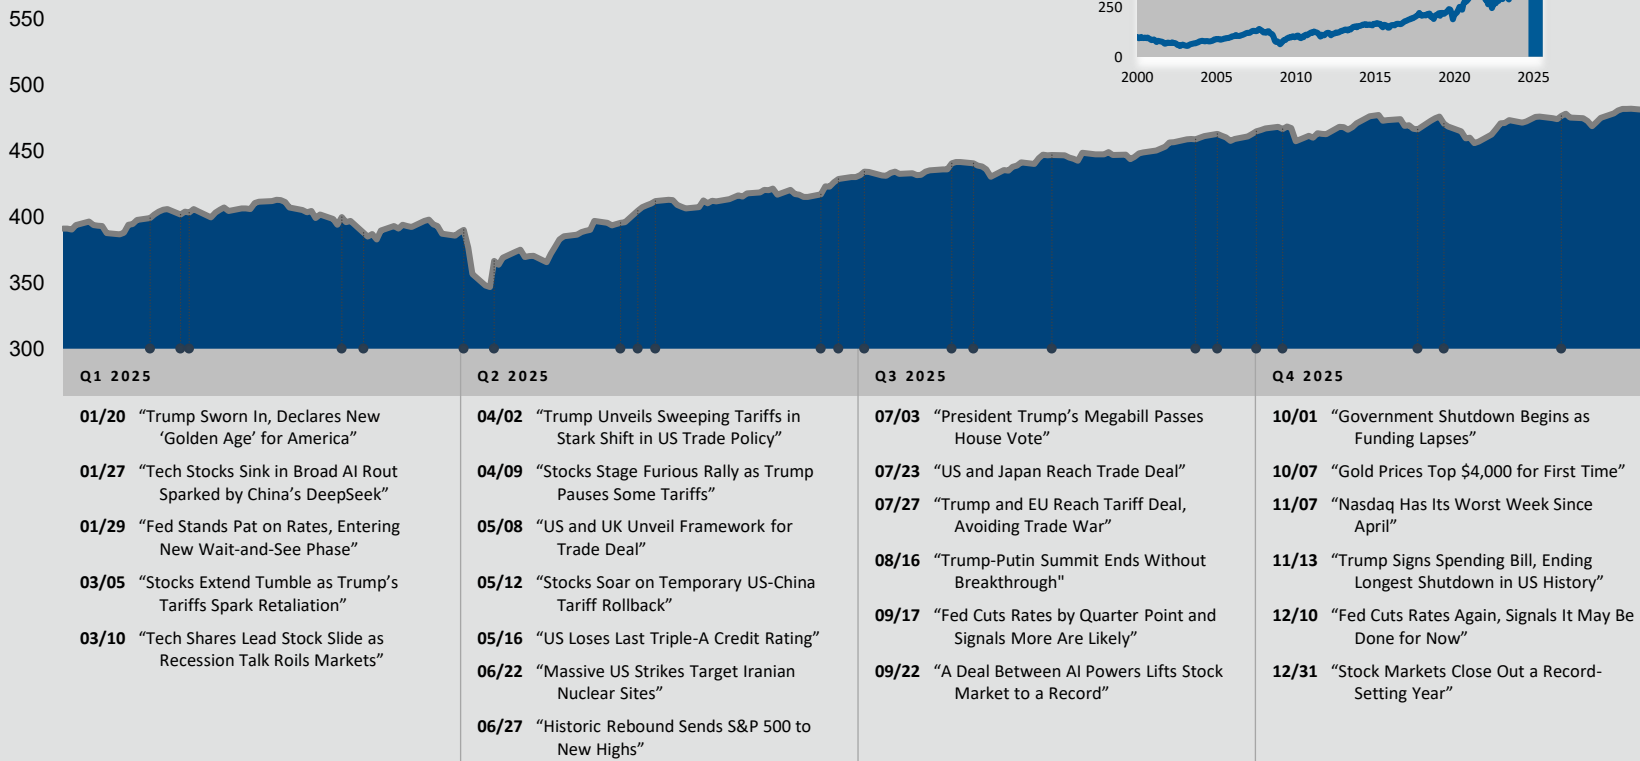 250
0
2000 2005 2010 2015 2020 2025
550
500
450
400
350
300
Q1 2025
01/20 “Trump Sworn In, Declares New
‘Golden Age’ for America”
01/27 “Tech Stocks Sink in Broad AI Rout
Sparked by China’s DeepSeek”
01/29 “Fed Stands Pat on Rates, Entering
New Wait-and-See Phase”
03/05 “Stocks Extend Tumble as Trump’s
Tariffs Spark Retaliation”
03/10 “Tech Shares Lead Stock Slide as
Recession Talk Roils Markets”
Q2 2025
04/02 “Trump Unveils Sweeping Tariffs in
Stark Shift in US Trade Policy”
04/09 “Stocks Stage Furious Rally as Trump
Pauses Some Tariffs”
05/08 “US and UK Unveil Framework for
Trade Deal”
05/12 “Stocks Soar on Temporary US-China
Tariff Rollback”
05/16 “US Loses Last Triple-A Credit Rating”
06/22 “Massive US Strikes Target Iranian
Nuclear Sites”
06/27 “Historic Rebound Sends S&P 500 to
New Highs”
Q3 2025
07/03 “President Trump’s Megabill Passes
House Vote”
07/23 “US and Japan Reach Trade Deal”
07/27 “Trump and EU Reach Tariff Deal,
Avoiding Trade War”
08/16 “Trump-Putin Summit Ends Without
Breakthrough"
09/17 “Fed Cuts Rates by Quarter Point and
Signals More Are Likely”
09/22 “A Deal Between AI Powers Lifts Stock
Market to a Record”
Q4 2025
10/01 “Government Shutdown Begins as
Funding Lapses”
10/07 “Gold Prices Top $4,000 for First Time”
11/07 “Nasdaq Has Its Worst Week Since
April”
11/13 “Trump Signs Spending Bill, Ending
Longest Shutdown in US History”
12/10 “Fed Cuts Rates Again, Signals It May Be
Done for Now”
12/31 “Stock Markets Close Out a Record-
Setting Year”